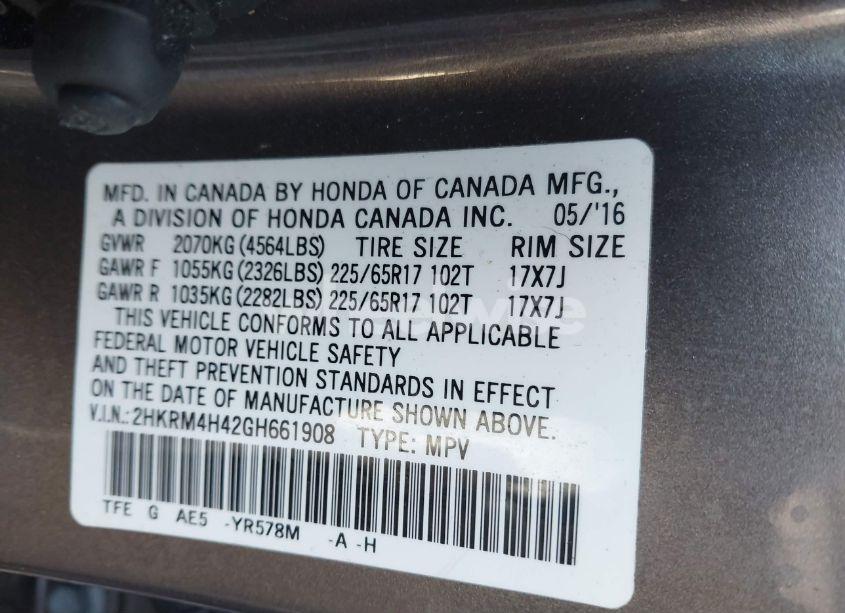 MFD. IN CANADA BY HONDA OF CANADA MFG.,
A DIVISION OF HONDA CANADA INC. 05/'16
GVWR 2070KG (4564LBS) TIRE SIZE RIM SIZE
GAWR F 1055KG (2326LBS) 225/65R17 102T 17X7J
GAWR R 1035KG (2282LBS) 225/65R17 102T 17X7J
THIS VEHICLE CONFORMS TO ALL APPLICABLE
FEDERAL MOTOR VEHICLE SAFETY
AND THEFT PREVENTION STANDARDS IN EFFECT
ON THE DATE OF MANUFACTURE SHOWN ABOVE.
V.I.N.: 2HKRM4H42GH661908 TYPE: MPV
TFE G AE5 -YR578M -A -H